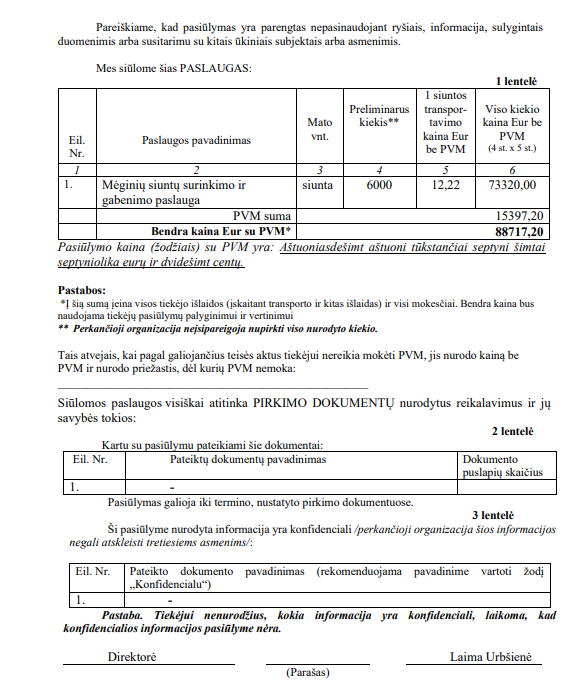 Pareiškiame, kad pasiūlymas yra parengtas nepasinaudojant ryšiais, informacija, sulygintais
duomenimis arba susitarimu su kitais ūkiniais subjektais arba asmenimis.
Mes siūlome šias PASLAUGAS:
1 lentelė
Eil. Nr. Paslaugos pavadinimas Mato vnt. Preliminarus kiekis** 1 siuntos transpor-tavimo kaina Eur be PVM Viso kiekio kaina Eur be PVM (4 st. x 5 st.)
1 2 3 4 5 6
1. Mėginių siuntų surinkimo ir gabenimo paslauga siunta 6000 12,22 73320,00
PVM suma 15397,20
Bendra kaina Eur su PVM* 88717,20
Pasiūlymo kaina (žodžiais) su PVM yra: Aštuoniasdešimt aštuoni tūkstančiai septyni šimtai
septyniolika eurų ir dvidešimt centų.
Pastabos:
*Į šią sumą įeina visos tiekėjo išlaidos (įskaitant transporto ir kitas išlaidas) ir visi mokesčiai. Bendra kaina bus
naudojama tiekėjų pasiūlymų palyginimui ir vertinimui
** Perkančioji organizacija neįsipareigoja nupirkti viso nurodyto kiekio.
Tais atvejais, kai pagal galiojančius teisės aktus tiekėjui nereikia mokėti PVM, jis nurodo kainą be
PVM ir nurodo priežastis, dėl kurių PVM nemoka:
Siūlomos paslaugos visiškai atitinka PIRKIMO DOKUMENTŲ nurodytus reikalavimus ir jų
savybės tokios:
2 lentelė
Kartu su pasiūlymu pateikiami šie dokumentai:
Eil. Nr. Pateiktų dokumentų pavadinimas Dokumento puslapių skaičius
1. -
Pasiūlymas galioja iki termino, nustatyto pirkimo dokumentuose.
3 lentelė
Ši pasiūlyme nurodyta informacija yra konfidenciali /perkančioji organizacija šios informacijos
negali atskleisti tretiesiems asmenims/:
Eil. Nr. Pateikto dokumento pavadinimas (rekomenduojama pavadinime vartoti žodį „Konfidencialu“)
1. -
Pastaba. Tiekėjui nenurodžius, kokia informacija yra konfidenciali, laikoma, kad
konfidencialios informacijos pasiūlyme nėra.
Direktorė Laima Urbšienė
(Parašas)